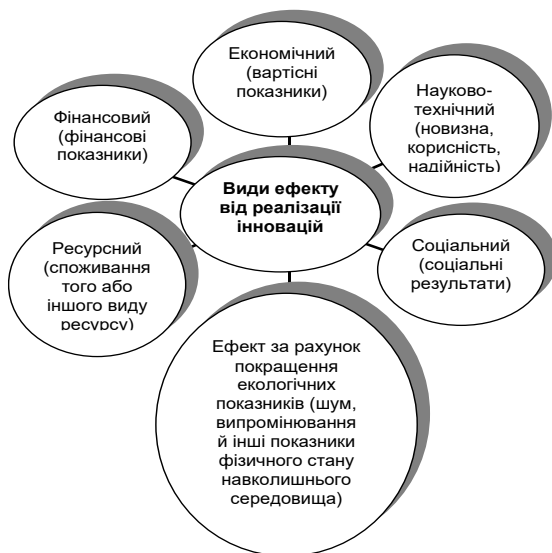 Економічний
(вартісні
показники)
Науково-
технічний
(новизна,
корисність,
надійність)
Фінансовий
(фінансові
показники)
Види ефекту
від реалізації
інновацій
Ресурсний
(споживання
того або
іншого виду
ресурсу)
Соціальний
(соціальні
результати)
Ефект за рахунок
покращення
екологічних
показників (шум,
випромінювання
й інші показники
фізичного стану
навколишнього
середовища)